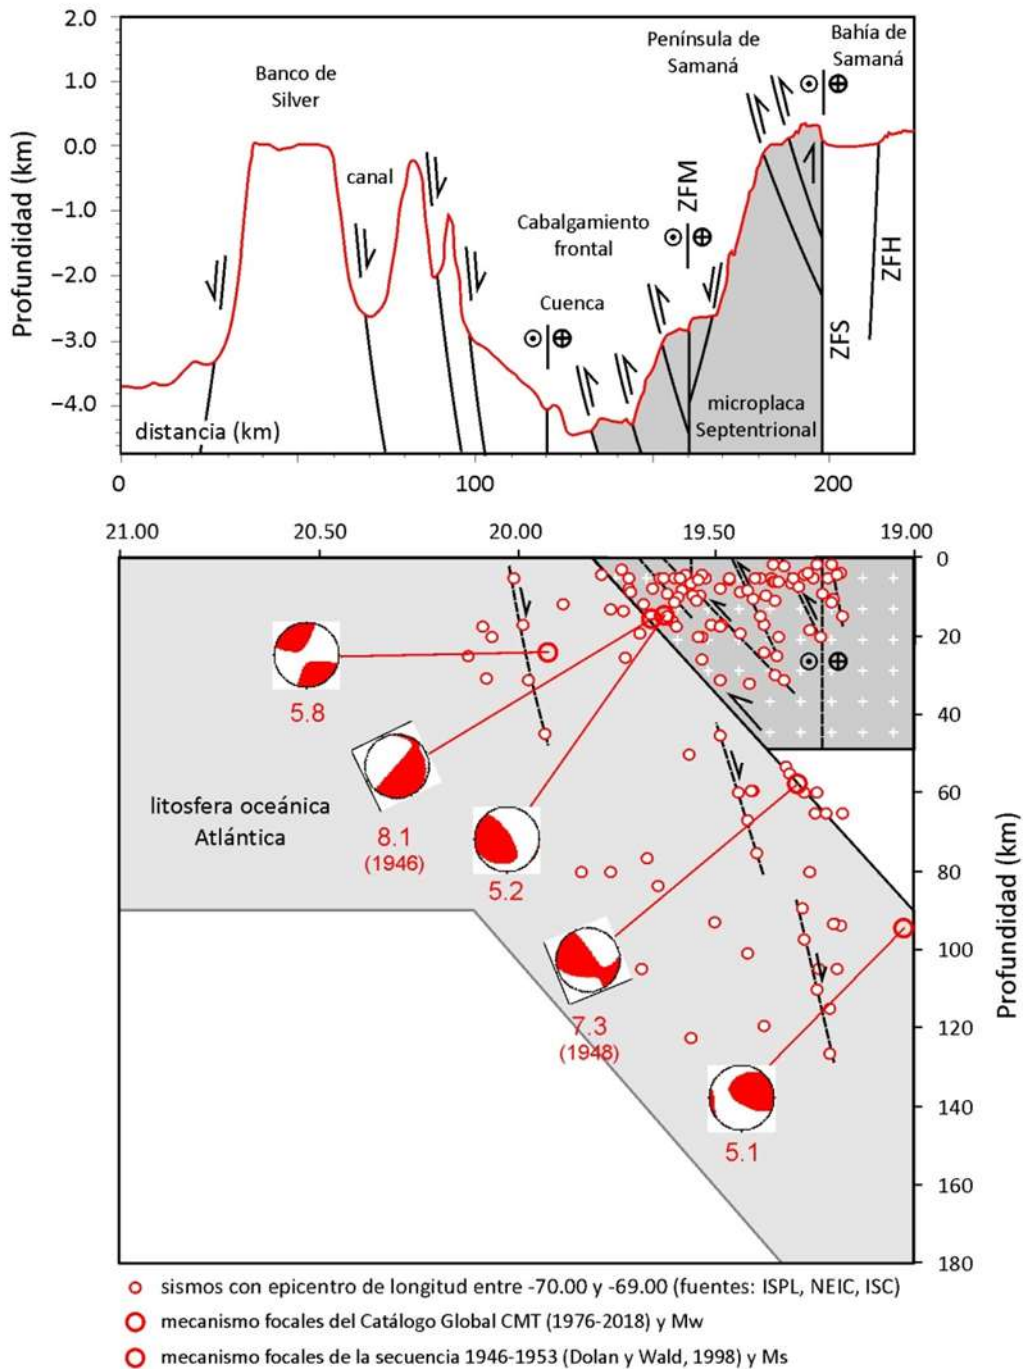 2.0
1.0
0.0
−1.0
−2.0
−3.0
−4.0
Profundidad (km)
Banco de
Silver
canal
Cabalgamiento
frontal
Cuenca
ZFM
Península de
Samaná
Bahía de
Samaná
ZFH
ZFS
microplaca
Septentrional
distancia (km)
0
100
200
21.00
20.50
20.00
19.50
19.00
0
20
40
60
80
100
120
140
160
180
Profundidad (km)
5.8
litosfera oceánica
Atlántica
8.1
(1946)
5.2
7.3
(1948)
5.1
sismos con epicentro de longitud entre -70.00 y -69.00 (fuentes: ISPL, NEIC, ISC)
mecanismo focales del Catálogo Global CMT (1976-2018) y Mw
mecanismo focales de la secuencia 1946-1953 (Dolan y Wald, 1998) y Ms